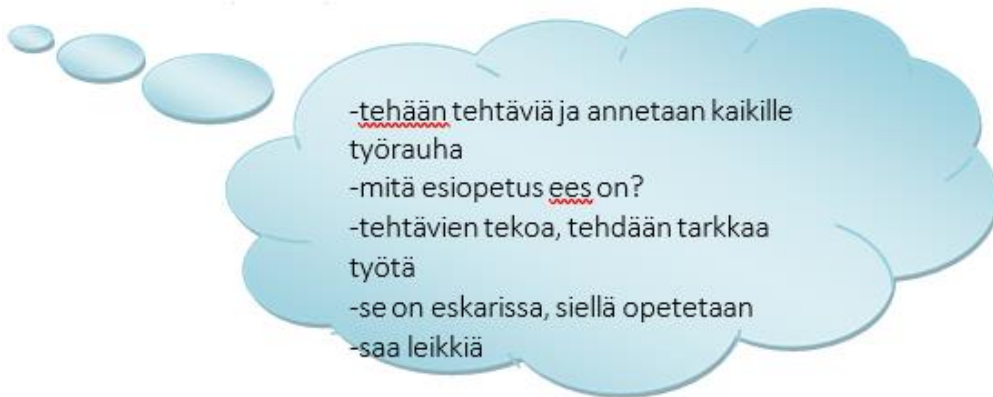 -tehään tehtäviä ja annetaan kaikille
työrauha
-mitä esiopetus ees on?
-tehtävien tekoa, tehdään tarkkaa
työtä
-se on eskarissa, siellä opetetaan
-saa leikkiä